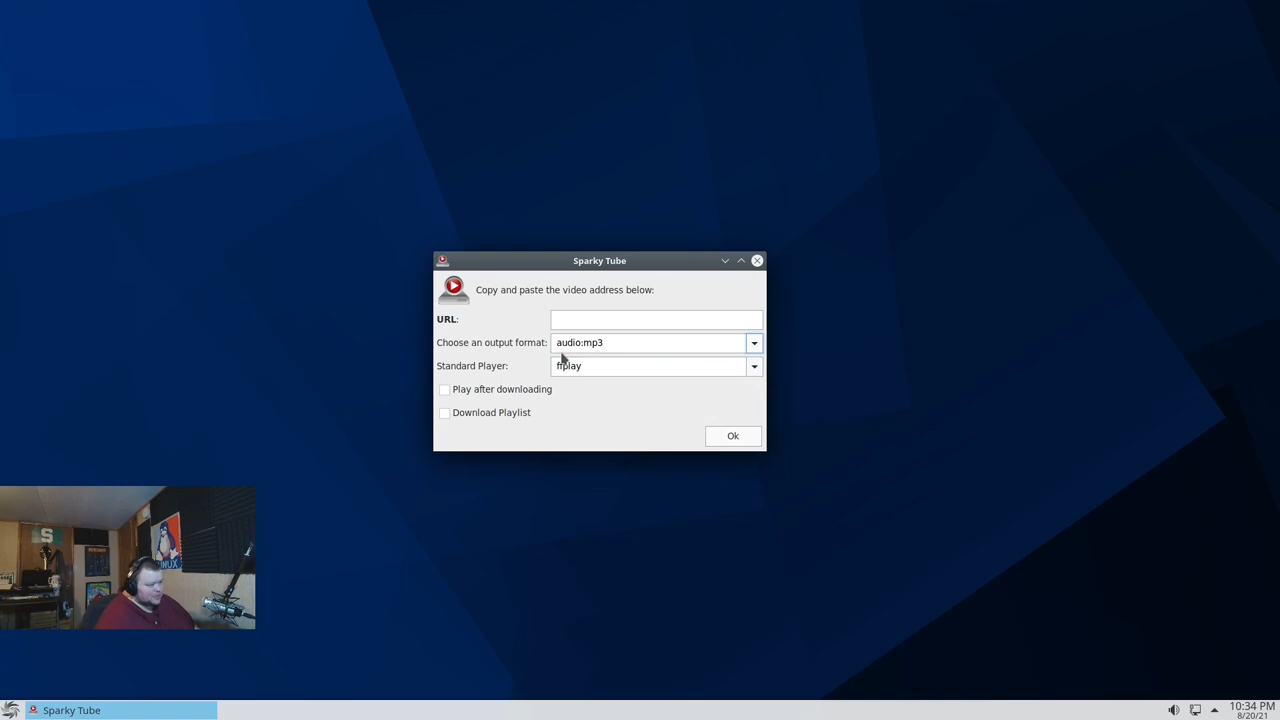 Sparky Tube
Copy and paste the video address below:
URL:
Choose an output format: audio:mp3
Standard Player: ffplay
Play after downloading
Download Playlist
Ok
S
LINUX
Sparky Tube
10:34 PM
8/20/21